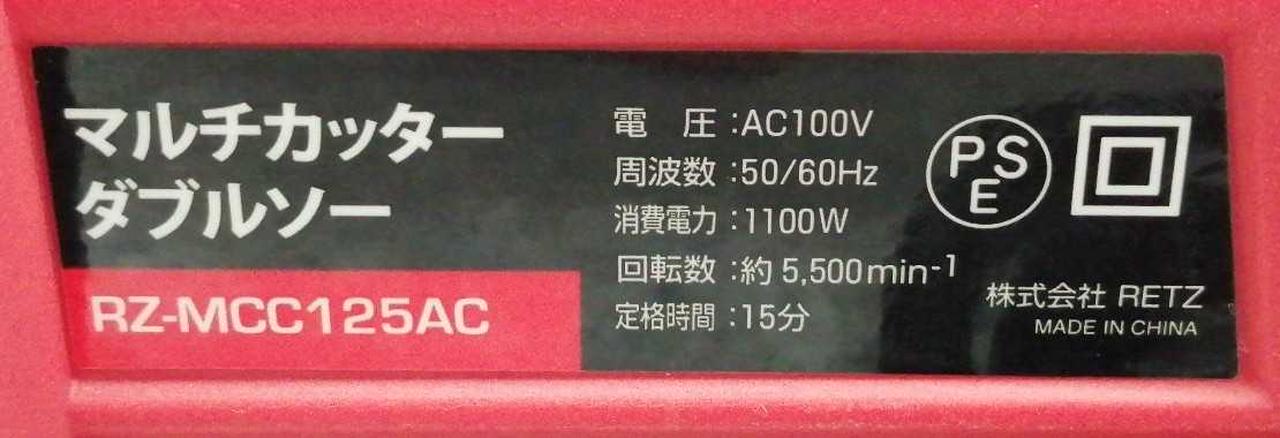 マルチカッター
ダブルソー
RZ-MCC125AC
電　圧：AC100V
周波数：50/60Hz
消費電力：1100W
回転数：約 5,500min⁻¹
定格時間：15分
PSE
株式会社 RETZ
MADE IN CHINA